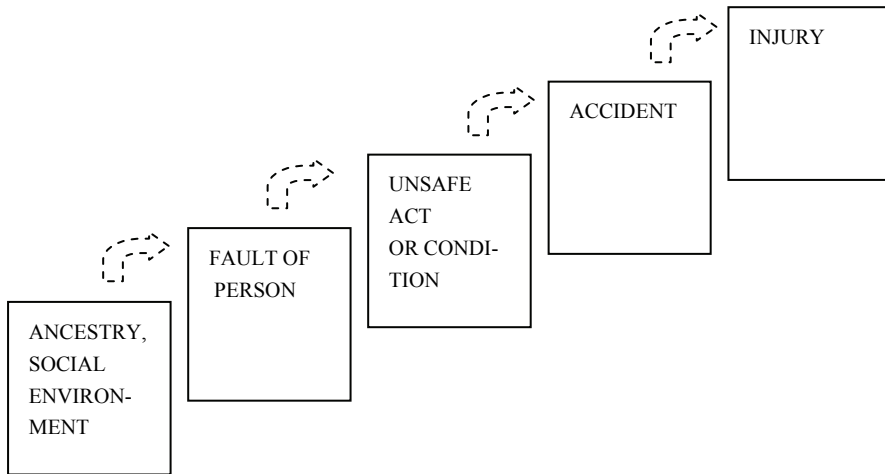 ANCESTRY,
SOCIAL
ENVIRON-
MENT
FAULT OF
PERSON
UNSAFE
ACT
OR CONDI-
TION
ACCIDENT
INJURY